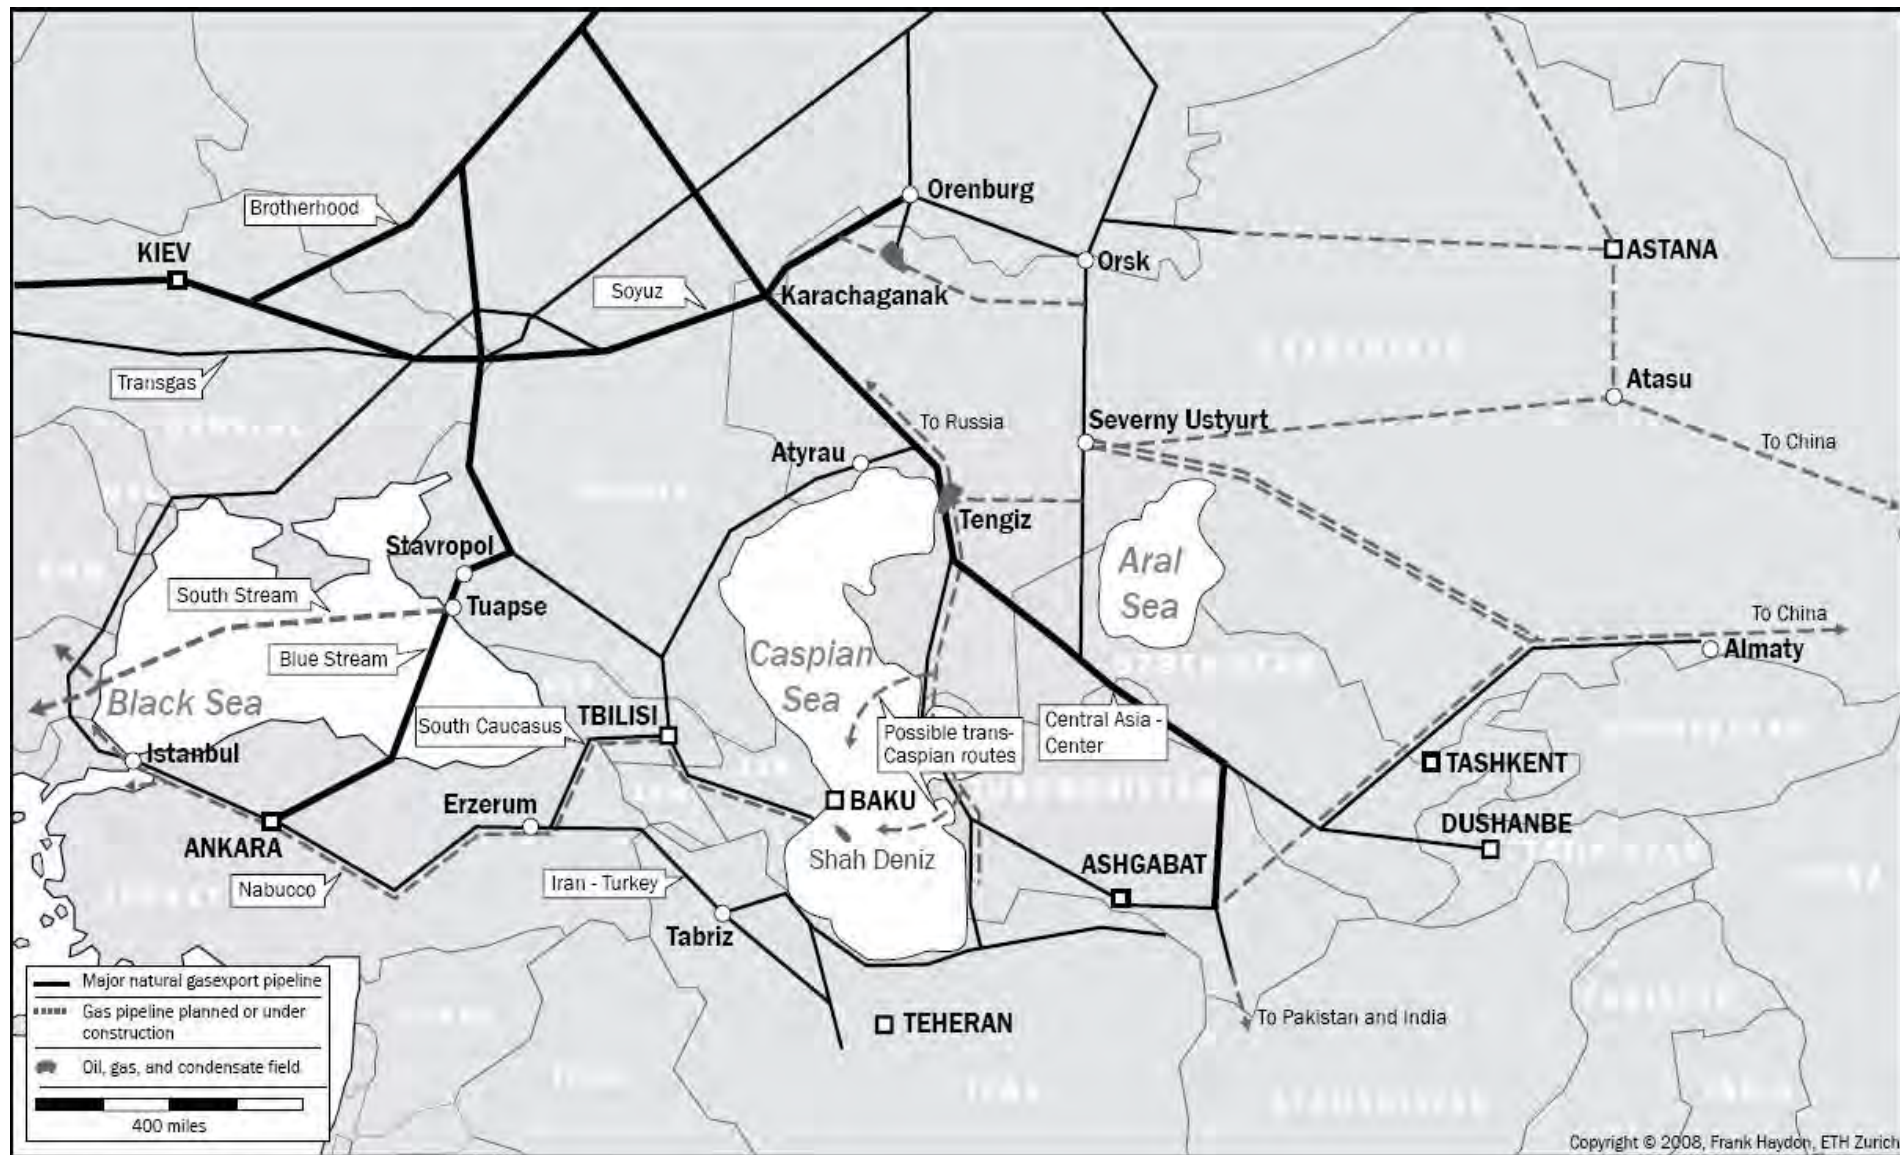 Orenburg
Brotherhood
KIEV
Orsk
ASTANA
Soyuz
Karachaganak
Transgas
Atasu
To Russia
Severny Ustyurt
To China
Atyrau
Tengiz
Stavropol
Aral
Sea
South Stream
Tuapse
To China
Almaty
Blue Stream
Caspian
Sea
Black Sea
South Caucasus
TBILISI
Possible trans-
Caspian routes
Central Asia -
Center
Istanbul
TASHKENT
BAKU
Erzerum
DUSHANBE
ANKARA
Shah Deniz
ASHGABAT
Nabucco
Iran - Turkey
Tabriz
TEHERAN
To Pakistan and India
Major natural gasexport pipeline
Gas pipeline planned or under
construction
Oil, gas, and condensate field
400 miles
Copyright © 2008, Frank Haydon, ETH Zurich